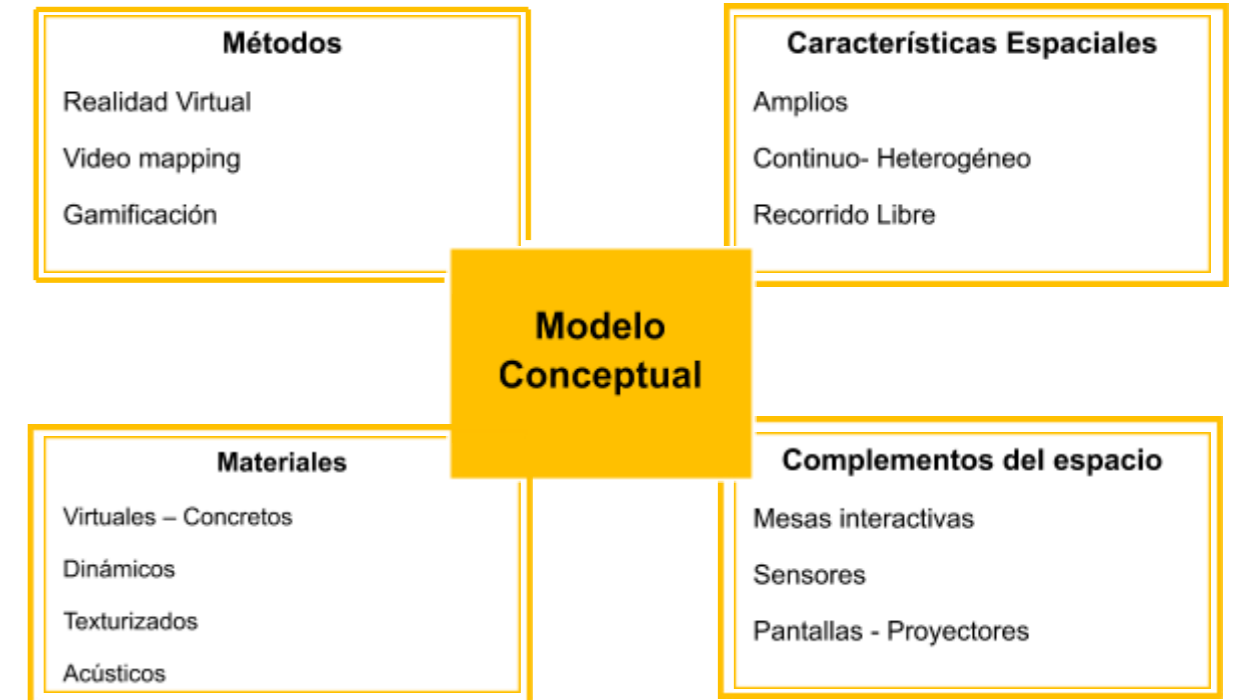 Métodos
Realidad Virtual
Video mapping
Gamificación
Características Espaciales
Amplios
Continuo- Heterogéneo
Recorrido Libre
Modelo
Conceptual
Materiales
Virtuales – Concretos
Dinámicos
Texturizados
Acústicos
Complementos del espacio
Mesas interactivas
Sensores
Pantallas - Proyectores